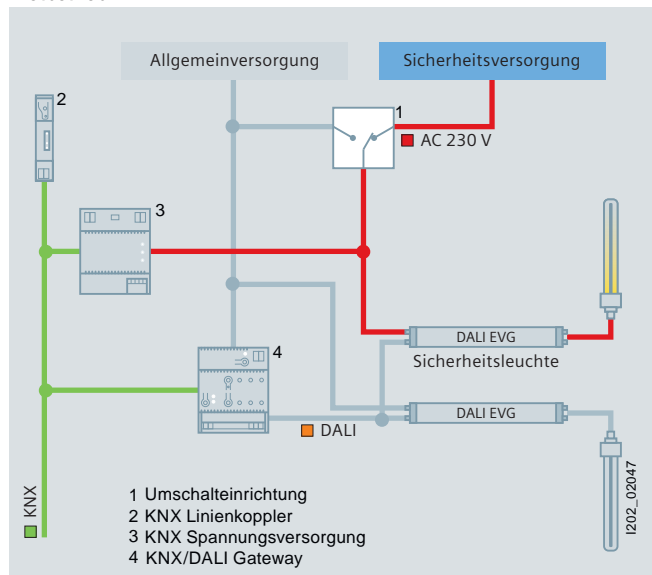 Allgemeinversorgung
Sicherheitsversorgung
2
1
AC 230 V
3
4
DALI EVG
Sicherheitsleuchte
DALI EVG
DALI
KNX
1 Umschalteinrichtung
2 KNX Linienkoppler
3 KNX Spannungsversorgung
4 KNX/DALI Gateway
I202_02047